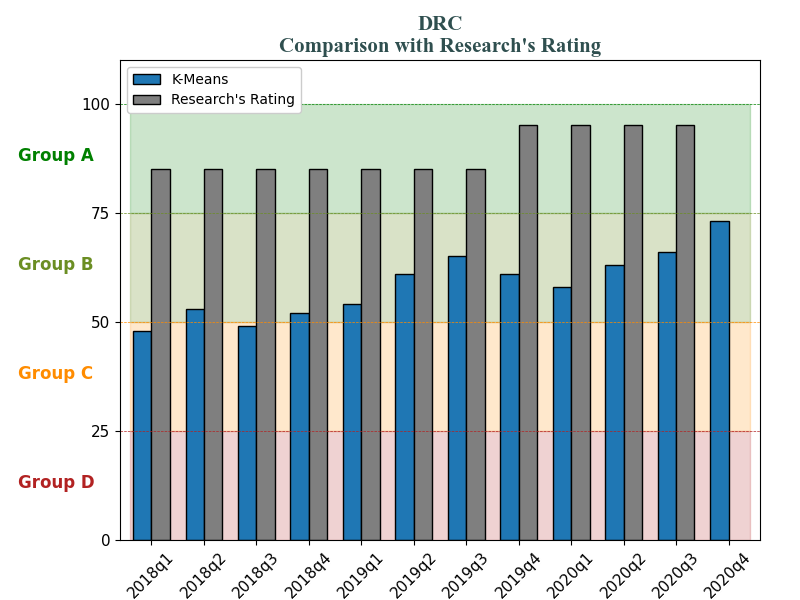 DRC
Comparison with Research's Rating
K-Means
Research's Rating
100
Group A
75
Group B
50
Group C
25
Group D
0
2018q1
2018q2
2018q3
2018q4
2019q1
2019q2
2019q3
2019q4
2020q1
2020q2
2020q3
2020q4